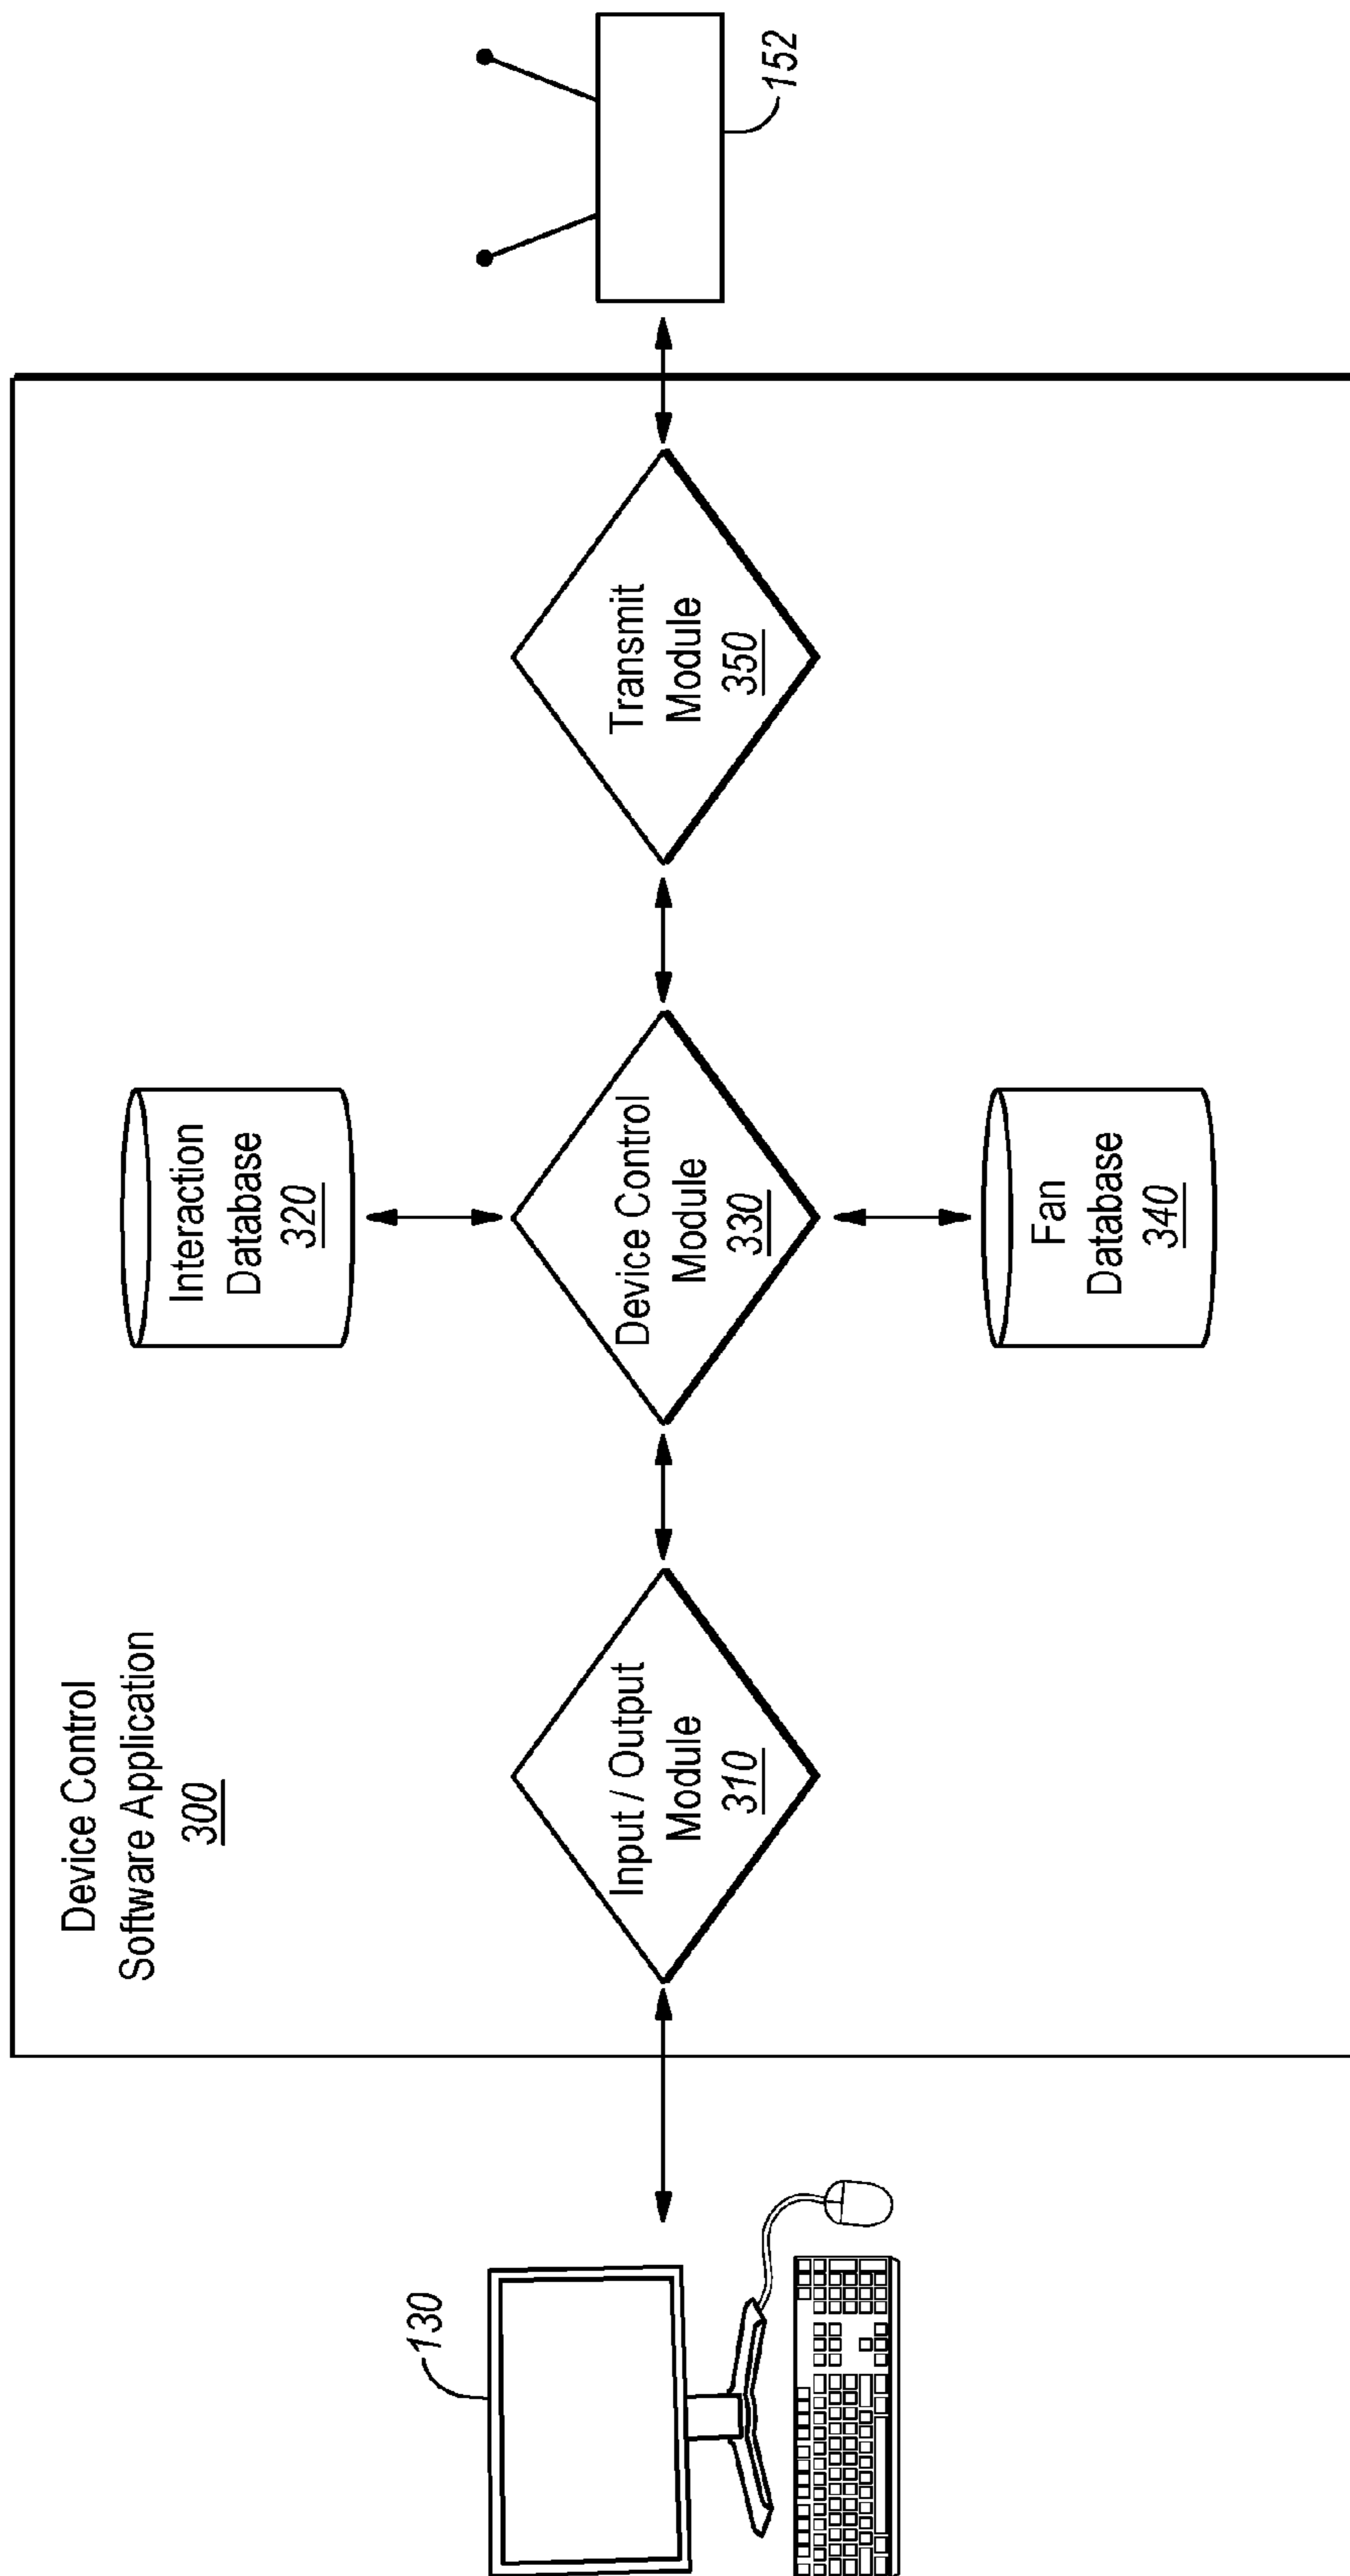 Device Control
Software Application
300
130
Input / Output
Module
310
Interaction
Database
320
Device Control
Module
330
Fan
Database
340
Transmit
Module
350
152